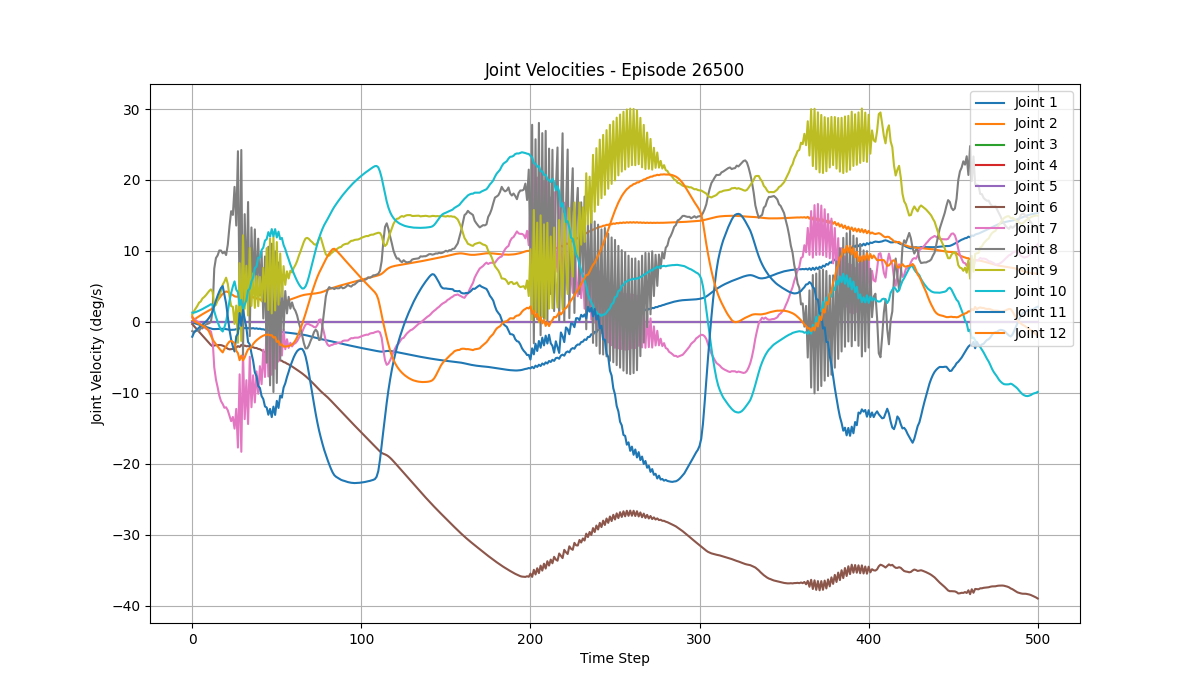 Joint Velocities - Episode 26500
Joint Velocity (deg/s)
30
20
10
0
−10
−20
−30
−40
0 100 200 300 400 500
Time Step
Joint 1
Joint 2
Joint 3
Joint 4
Joint 5
Joint 6
Joint 7
Joint 8
Joint 9
Joint 10
Joint 11
Joint 12